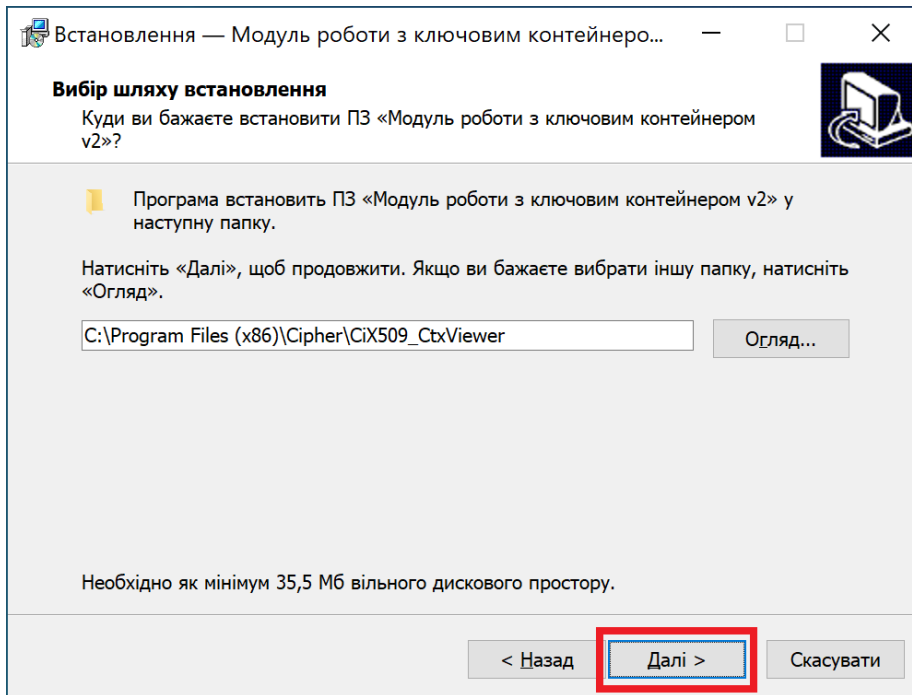 Встановлення — Модуль роботи з ключовим контейнеро...
Вибір шляху встановлення
Куди ви бажаєте встановити ПЗ «Модуль роботи з ключовим контейнером
v2»?
Програма встановить ПЗ «Модуль роботи з ключовим контейнером v2» у
наступну папку.
Натисніть «Далі», щоб продовжити. Якщо ви бажаєте вибрати іншу папку, натисніть
«Огляд».
C:\Program Files (x86)\Cipher\CiX509_CtxViewer
Огляд...
Необхідно як мінімум 35,5 Мб вільного дискового простору.
< Назад
Далі >
Скасувати